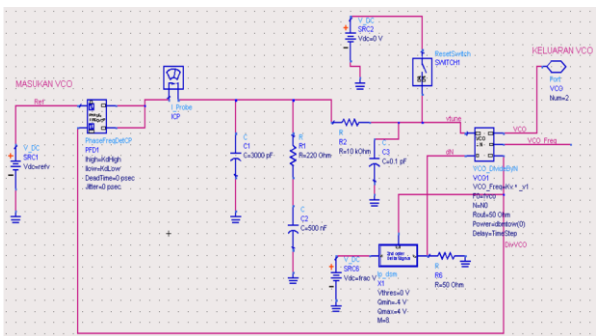 V_DC
SRC2
Vdc=0 V
ResetSwitch
SWITCH1
KELUARAN VCO
Port
VCO
Num=2
MASUKAN VCO
Ref
I_Probe
ICP
PhaseFreqDetCP
PFD1
Ihigh=KdHigh
Ilow=KdLow
DeadTime=0 psec
Jitter=0 psec
V_DC
SRC1
Vdc=refv
C
C1
C=3000 pF
R
R1
R=220 Ohm
R
R2
R=10 kOhm
C
C3
C=0.1 pF
C
C2
C=500 nF
vtune
dN
VCO
VCO_Freq
VCO_DivideByN
VCO1
VCO_Freq=Kv * _v1
N=N0
Rout=50 Ohm
Power=dbmtow(0)
Delay=TimeStep
DivVCO
V_DC
SRC6
Vdc=frac V
X1
Vthres=0 V
Qmin=-4 V
Qmax=4 V
R
R6
R=50 Ohm